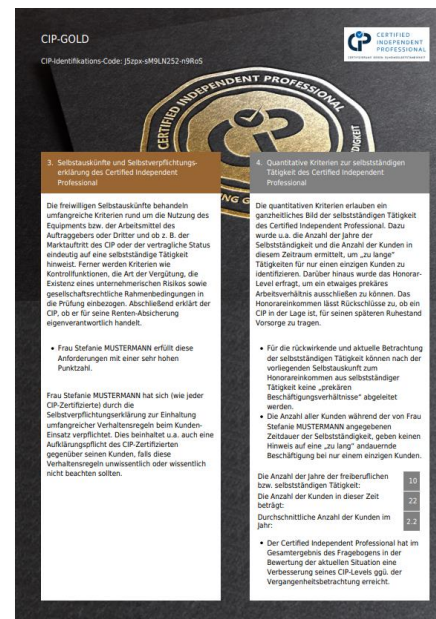 CIP-GOLD
CIP-Identifikations-Code: J5zpx-sM9LN252-n9RoS
CERTIFIED
INDEPENDENT
PROFESSIONAL
ZERTIFIZIERUNG GEGEN SCHEINSELBSTSTÄNDIGKEIT
CERTIFIED INDEPENDENT PROFESSIONAL
3. Selbstauskünfte und Selbstverpflichtungs-
erklärung des Certified Independent
Professional
Die freiwilligen Selbstauskünfte behandeln
umfangreiche Kriterien rund um die Nutzung des
Equipments bzw. der Arbeitsmittel des
Auftraggebers oder Dritter und ob z. B. der
Marktauftritt des CIP oder der vertragliche Status
eindeutig auf eine selbstständige Tätigkeit
hinweist. Ferner werden Kriterien wie
Kontrollfunktionen, die Art der Vergütung, die
Existenz eines unternehmerischen Risikos sowie
gesellschaftsrechtliche Rahmenbedingungen in
die Prüfung einbezogen. Abschließend erklärt der
CIP, ob er für seine Renten-Absicherung
eigenverantwortlich handelt.
• Frau Stefanie MUSTERMANN erfüllt diese
Anforderungen mit einer sehr hohen
Punktzahl.
Frau Stefanie MUSTERMANN hat sich (wie jeder
CIP-Zertifizierte) durch die
Selbstverpflichtungserklärung zur Einhaltung
umfangreicher Verhaltensregeln beim Kunden-
Einsatz verpflichtet. Dies beinhaltet u.a. auch eine
Aufklärungspflicht des CIP-Zertifizierten
gegenüber seinen Kunden, falls diese
Verhaltensregeln unwissentlich oder wissentlich
nicht beachten sollten.
4. Quantitative Kriterien zur selbstständigen
Tätigkeit des Certified Independent
Professional
Die quantitativen Kriterien erlauben ein
ganzheitliches Bild der selbstständigen Tätigkeit
des Certified Independent Professional. Dazu
wurde u.a. die Anzahl der Jahre der
Selbstständigkeit und die Anzahl der Kunden in
diesem Zeitraum ermittelt, um „zu lange"
Tätigkeiten für nur einen einzigen Kunden zu
identifizieren. Darüber hinaus wurde das Honorar-
Level erfragt, um ein etwaiges prekäres
Arbeitsverhältnis ausschließen zu können. Das
Honorareinkommen lässt Rückschlüsse zu, ob ein
CIP in der Lage ist, für seinen späteren Ruhestand
Vorsorge zu tragen.
• Für die rückwirkende und aktuelle Betrachtung
der selbstständigen Tätigkeit können nach der
vorliegenden Selbstauskunft zum
Honorareinkommen aus selbstständiger
Tätigkeit keine „prekären
Beschäftigungsverhältnisse" abgeleitet
werden.
• Die Anzahl aller Kunden während der von Frau
Stefanie MUSTERMANN angegebenen
Zeitdauer der Selbstständigkeit, geben keinen
Hinweis auf eine „zu lang" andauernde
Beschäftigung bei nur einem einzigen Kunden.
Die Anzahl der Jahre der freiberuflichen
bzw. selbstständigen Tätigkeit: 10
Die Anzahl der Kunden in dieser Zeit
beträgt: 22
Durchschnittliche Anzahl der Kunden im
Jahr: 2.2
• Der Certified Independent Professional hat im
Gesamtergebnis des Fragebogens in der
Bewertung der aktuellen Situation eine
Verbesserung seines CIP-Levels ggü. der
Vergangenheitsbetrachtung erreicht.